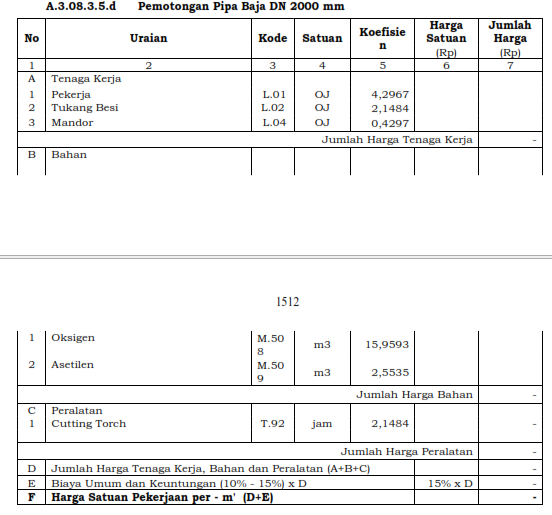 A.3.08.3.5.d Pemotongan Pipa Baja DN 2000 mm
No Uraian Kode Satuan Koefisie n Harga Satuan (Rp) Jumlah Harga (Rp)
1 2 3 4 5 6 7
A Tenaga Kerja
1 Pekerja L.01 OJ 4,2967
2 Tukang Besi L.02 OJ 2,1484
3 Mandor L.04 OJ 0,4297
Jumlah Harga Tenaga Kerja -
B Bahan
1512
1 Oksigen M.50 8 m3 15,9593
2 Asetilen M.50 9 m3 2,5535
Jumlah Harga Bahan -
C Peralatan
1 Cutting Torch T.92 jam 2,1484 -
Jumlah Harga Peralatan -
D Jumlah Harga Tenaga Kerja, Bahan dan Peralatan (A+B+C) -
E Biaya Umum dan Keuntungan (10% - 15%) x D 15% x D -
F Harga Satuan Pekerjaan per - m' (D+E) -